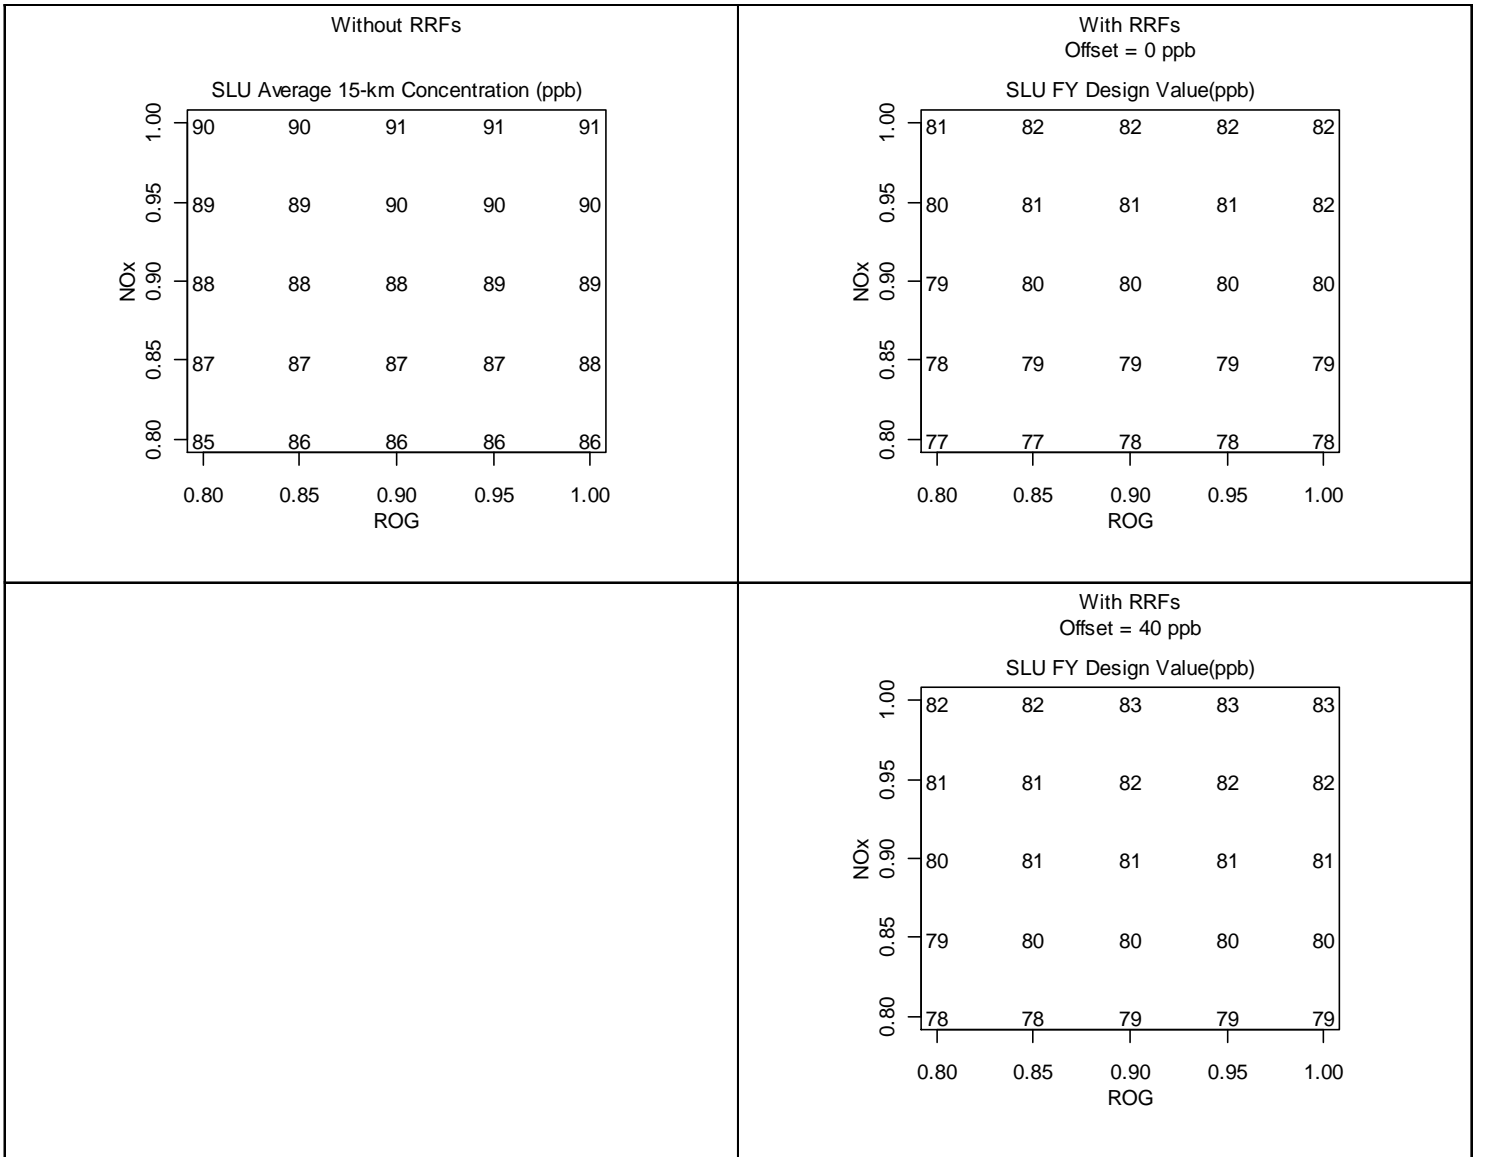 Without RRFs
SLU Average 15-km Concentration (ppb)
1.00 90 90 91 91 91
0.95 89 89 90 90 90
NOx
0.90 88 88 88 89 89
0.85 87 87 87 87 88
0.80 85 86 86 86 86
0.80 0.85 0.90 0.95 1.00
ROG
With RRFs
Offset = 0 ppb
SLU FY Design Value(ppb)
1.00 81 82 82 82 82
0.95 80 81 81 81 82
NOx
0.90 79 80 80 80 80
0.85 78 79 79 79 79
0.80 77 77 78 78 78
0.80 0.85 0.90 0.95 1.00
ROG
With RRFs
Offset = 40 ppb
SLU FY Design Value(ppb)
1.00 82 82 83 83 83
0.95 81 81 82 82 82
NOx
0.90 80 81 81 81 81
0.85 79 80 80 80 80
0.80 78 78 79 79 79
0.80 0.85 0.90 0.95 1.00
ROG